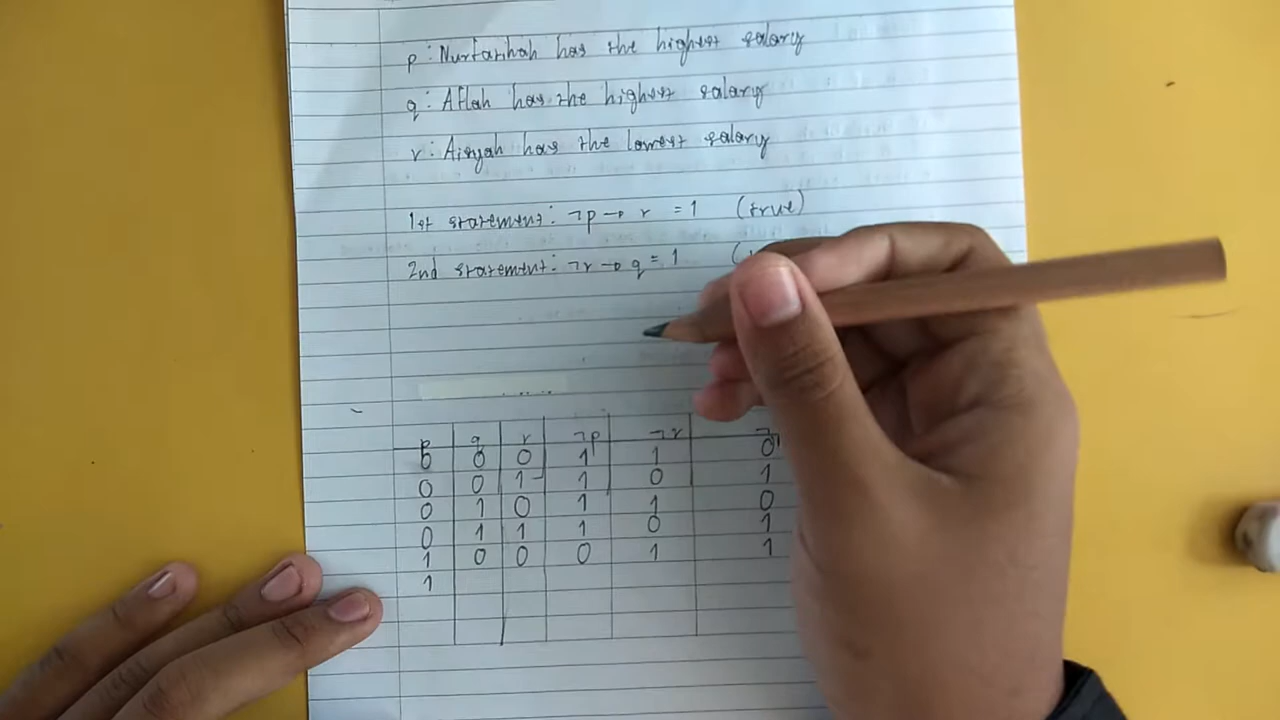 p : Nurfarihah has the highest salary
q : Aflah has the highest salary
r : Aisyah has the lowest salary
1st statement : ¬p → r = 1 (true)
2nd statement : ¬r → q = 1 (
p q r ¬p ¬r ¬
0 0 0 1 1 0
0 0 1 1 0 1
0 1 0 1 1 0
0 1 1 1 0 1
1 0 0 0 1 1
1